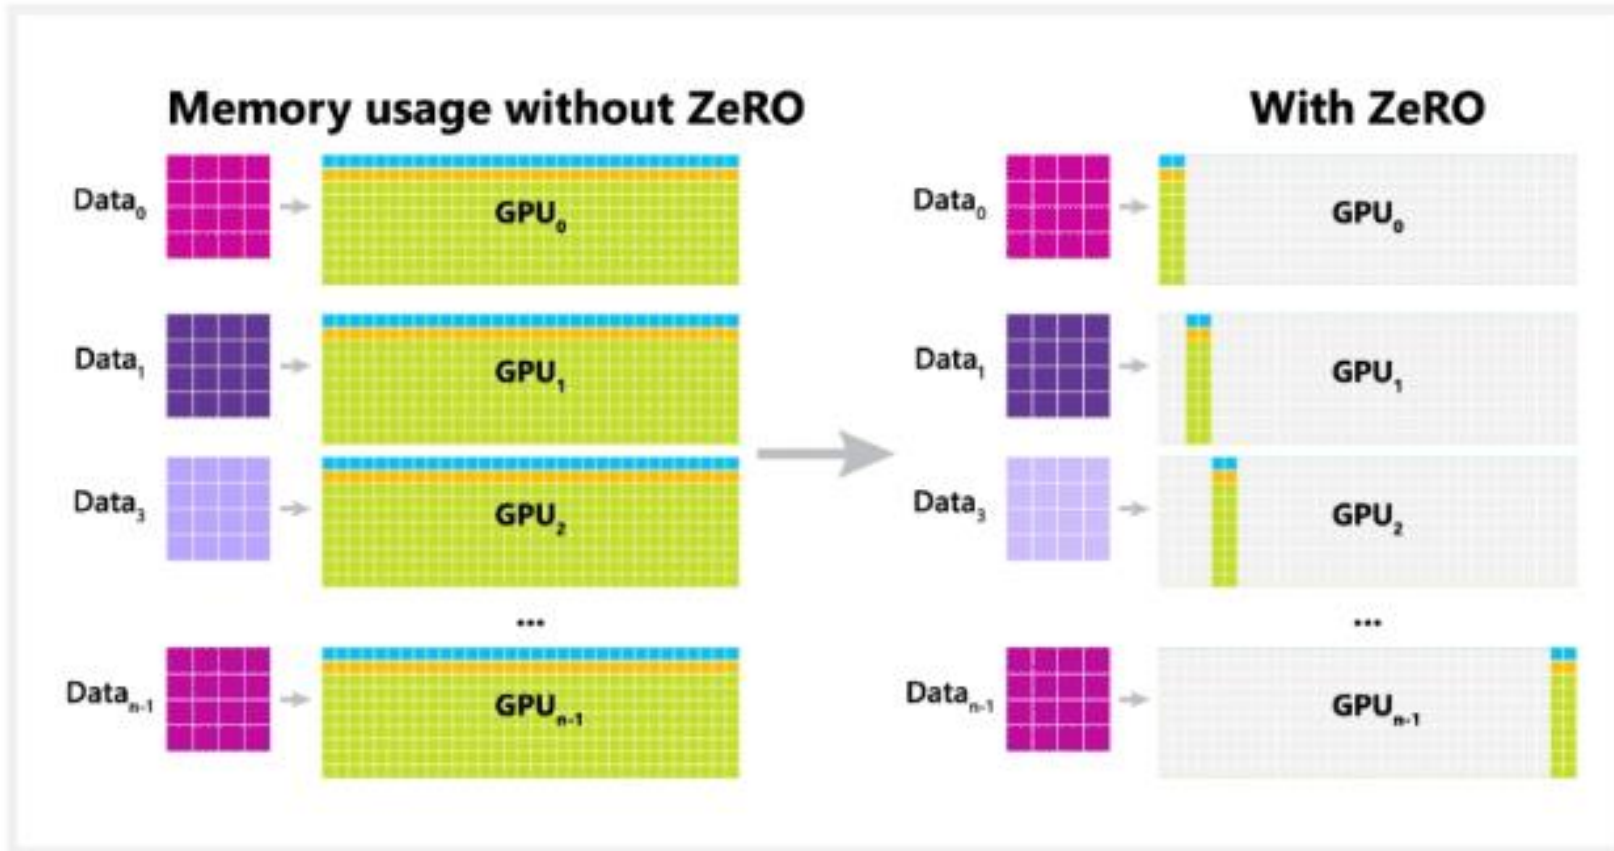 Memory usage without ZeRO
With ZeRO
Data₀
GPU₀
Data₀
GPU₀
Data₁
GPU₁
Data₁
GPU₁
Data₃
GPU₂
Data₃
GPU₂
...
...
Dataₙ₋₁
GPUₙ₋₁
Dataₙ₋₁
GPUₙ₋₁